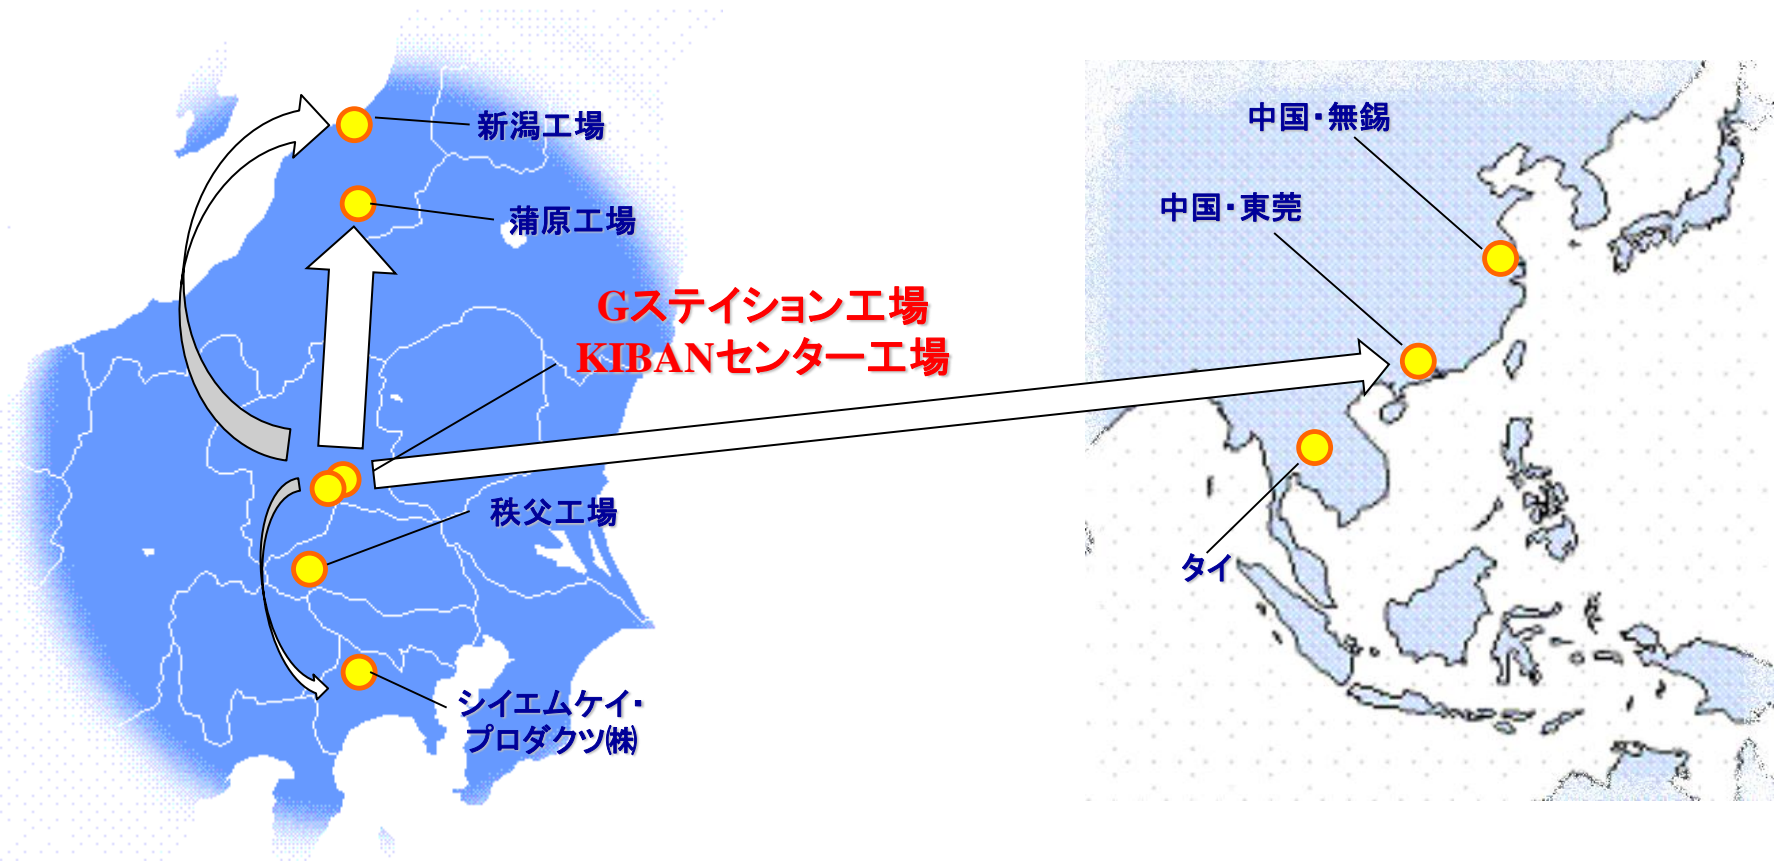 新潟工場
蒲原工場
Gステイション工場
KIBANセンター工場
秩父工場
シイエムケイ・
プロダクツ㈱
中国・無錫
中国・東莞
タイ